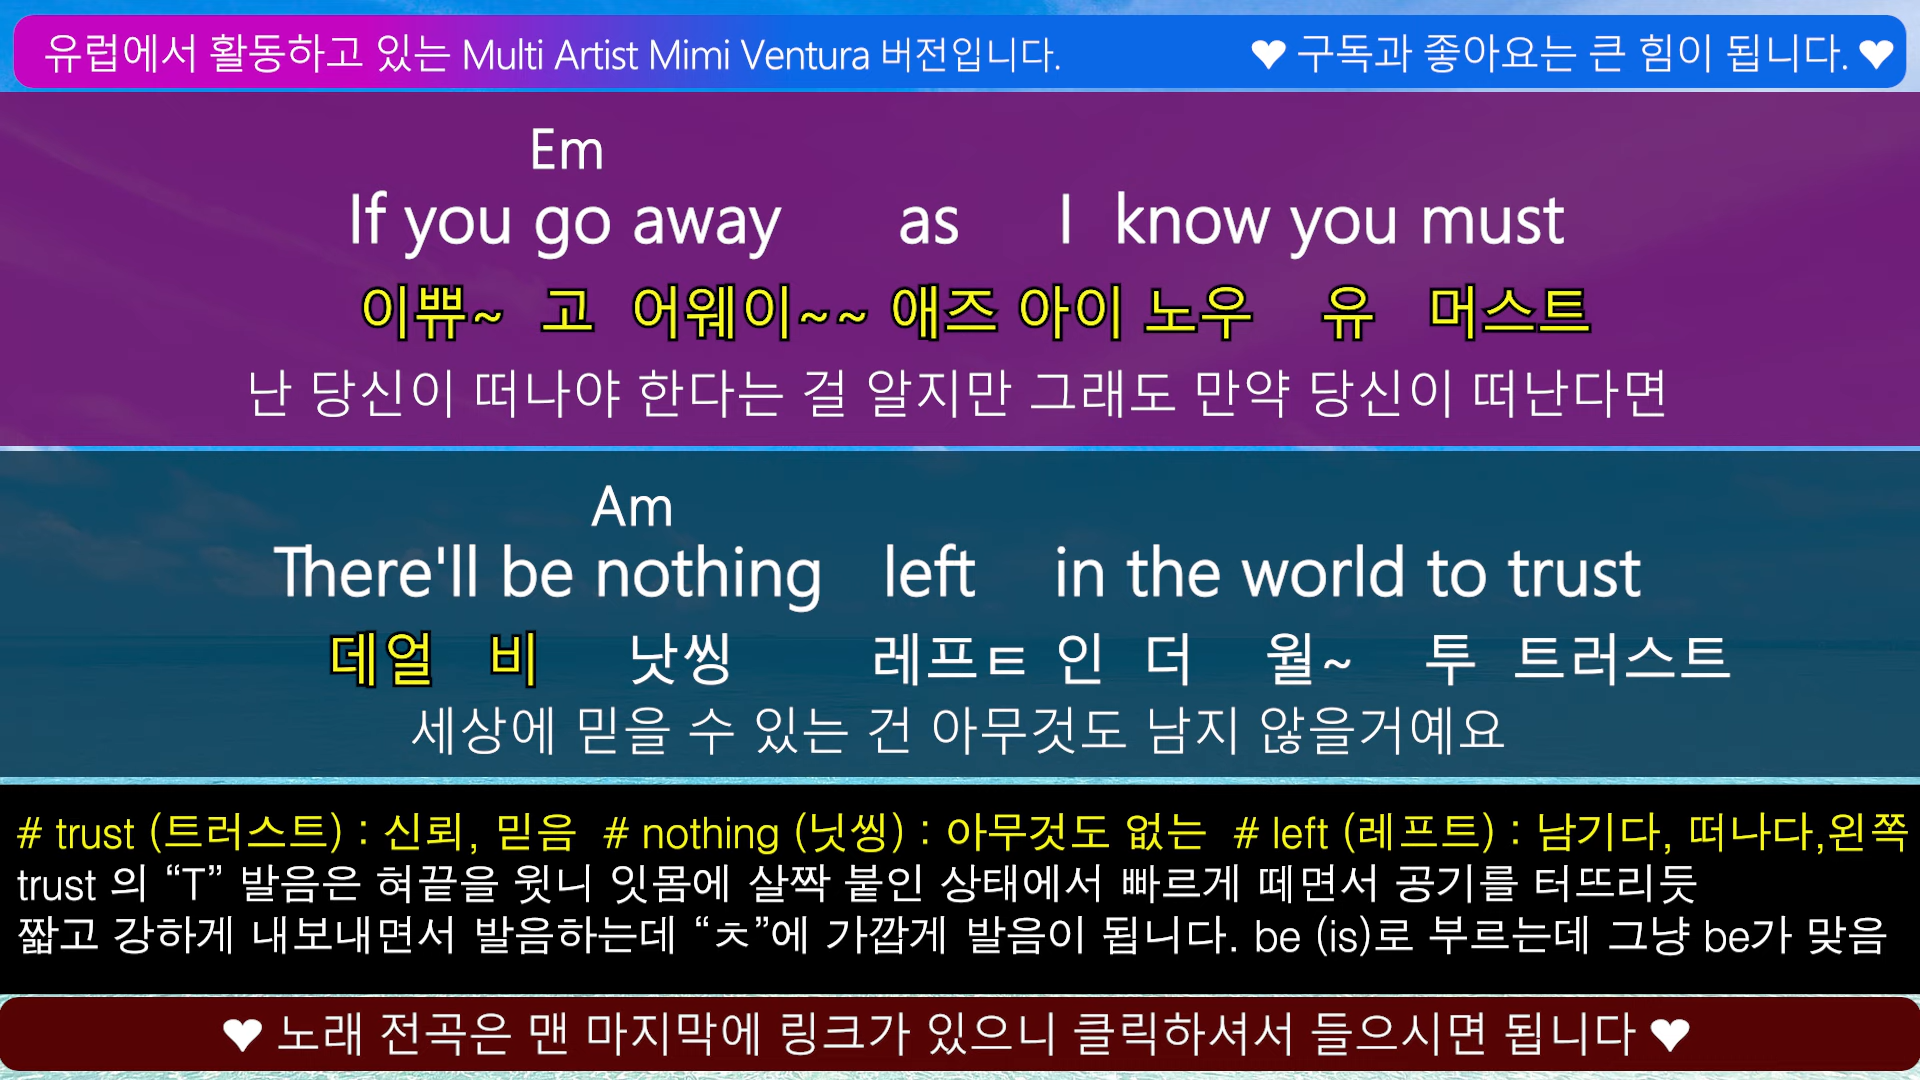 유럽에서 활동하고 있는 Multi Artist Mimi Ventura 버전입니다.
♥ 구독과 좋아요는 큰 힘이 됩니다. ♥
Em
If you go away as I know you must
이쀼~ 고 어웨이~~ 애즈 아이 노우 유 머스트
난 당신이 떠나야 한다는 걸 알지만 그래도 만약 당신이 떠난다면
Am
There'll be nothing left in the world to trust
데얼 비 낫씽 레프ㅌ 인 더 월~ 투 트러스트
세상에 믿을 수 있는 건 아무것도 남지 않을거예요
# trust (트러스트) : 신뢰, 믿음 # nothing (닛씽) : 아무것도 없는 # left (레프트) : 남기다, 떠나다,왼쪽
trust 의 “T” 발음은 혀끝을 윗니 잇몸에 살짝 붙인 상태에서 빠르게 떼면서 공기를 터뜨리듯
짧고 강하게 내보내면서 발음하는데 “ㅊ”에 가깝게 발음이 됩니다. be (is)로 부르는데 그냥 be가 맞음
♥ 노래 전곡은 맨 마지막에 링크가 있으니 클릭하셔서 들으시면 됩니다 ♥